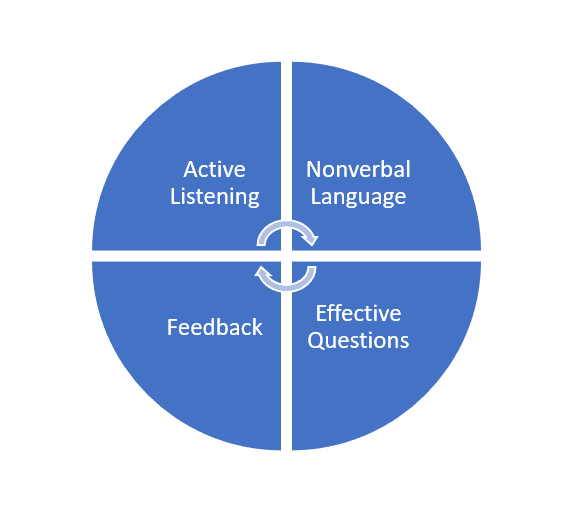 Active
Listening
Nonverbal
Language
Feedback
Effective
Questions